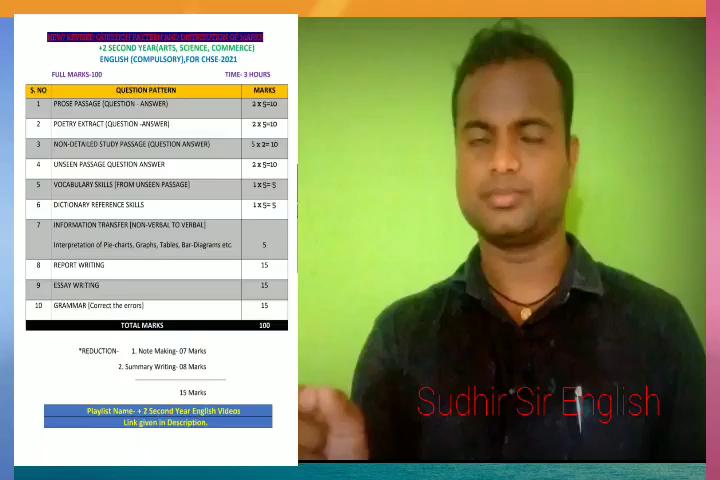 NEW/ REVISED QUESTION PATTERN AND DISTRIBUTION OF MARKS
+2 SECOND YEAR(ARTS, SCIENCE, COMMERCE)
ENGLISH (COMPULSORY),FOR CHSE-2021
FULL MARKS-100 TIME- 3 HOURS
S. NO QUESTION PATTERN MARKS
1 PROSE PASSAGE (QUESTION - ANSWER) 2 x 5=10
2 POETRY EXTRACT (QUESTION -ANSWER) 2 x 5=10
3 NON-DETAILED STUDY PASSAGE (QUESTION ANSWER) 5 x 2= 10
4 UNSEEN PASSAGE QUESTION ANSWER 2 x 5=10
5 VOCABULARY SKILLS [FROM UNSEEN PASSAGE] 1 x 5= 5
6 DICTIONARY REFERENCE SKILLS 1 x 5= 5
7 INFORMATION TRANSFER [NON-VERBAL TO VERBAL]
Interpretation of Pie-charts, Graphs, Tables, Bar-Diagrams etc. 5
8 REPORT WRITING 15
9 ESSAY WRITING 15
10 GRAMMAR [Correct the errors] 15
TOTAL MARKS 100
*REDUCTION- 1. Note Making- 07 Marks
2. Summary Writing- 08 Marks
15 Marks
Playlist Name- + 2 Second Year English Videos
Link given in Description.
Sudhir Sir English